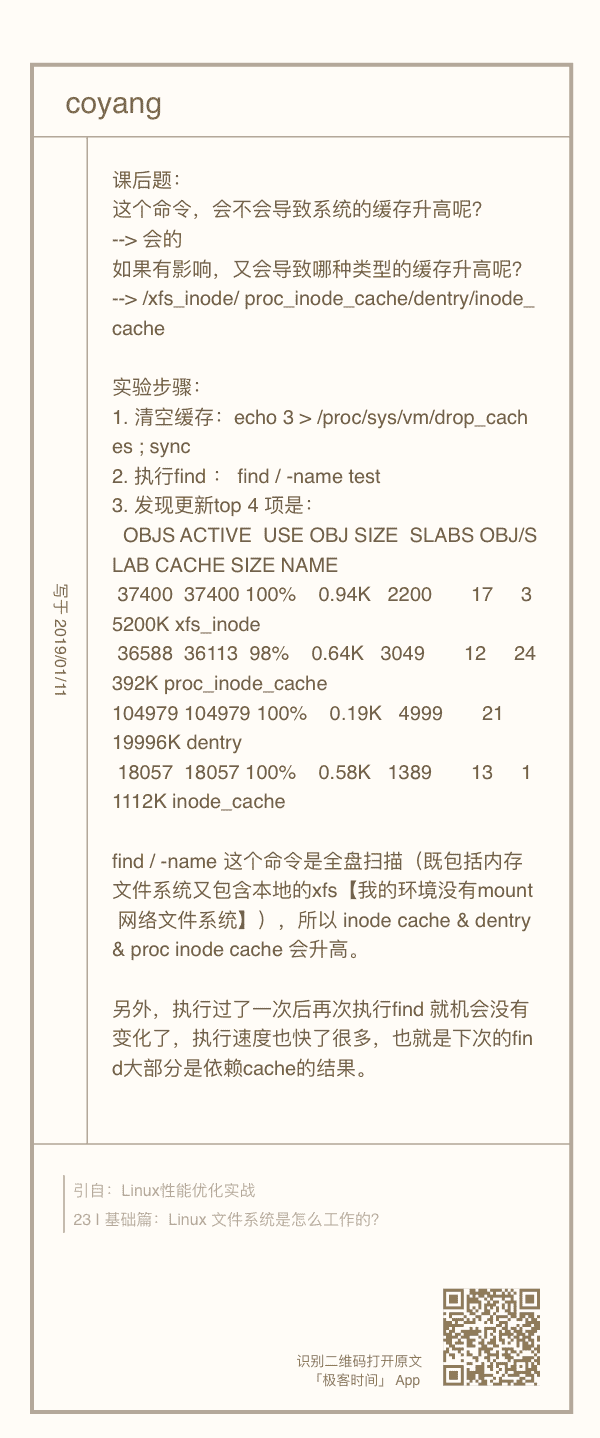 coyang
课后题：
这个命令，会不会导致系统的缓存升高呢？
--> 会的
如果有影响，又会导致哪种类型的缓存升高呢？
--> /xfs_inode/ proc_inode_cache/dentry/inode_
cache
实验步骤：
1. 清空缓存：echo 3 > /proc/sys/vm/drop_cach
es ; sync
2. 执行find ： find / -name test
3. 发现更新top 4 项是：
OBJS ACTIVE  USE OBJ SIZE  SLABS OBJ/S
LAB CACHE SIZE NAME
37400  37400 100%    0.94K   2200       17     3
5200K xfs_inode
36588  36113  98%    0.64K   3049       12     24
392K proc_inode_cache
104979 104979 100%    0.19K   4999       21
19996K dentry
18057  18057 100%    0.58K   1389       13     1
1112K inode_cache
find / -name 这个命令是全盘扫描（既包括内存
文件系统又包含本地的xfs【我的环境没有mount
网络文件系统】），所以 inode cache & dentry
& proc inode cache 会升高。
另外，执行过了一次后再次执行find 就机会没有
变化了，执行速度也快了很多，也就是下次的fin
d大部分是依赖cache的结果。
写于 2019/01/11
引自：Linux性能优化实战
23 | 基础篇：Linux 文件系统是怎么工作的？
识别二维码打开原文
「极客时间」 App